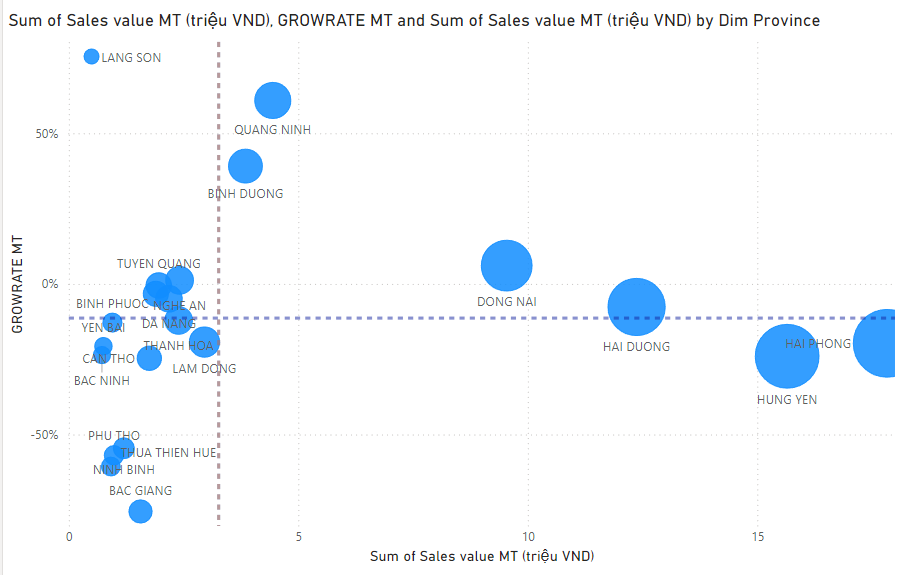 Sum of Sales value MT (triệu VND), GROWRATE MT and Sum of Sales value MT (triệu VND) by Dim Province
LANG SON
50%
QUANG NINH
BINH DUONG
GROWRATE MT
TUYEN QUANG
0%
DONG NAI
BINH PHUOC
NGHE AN
DA NANG
YEN BAI
THANH HOA
HAI DUONG
HAI PHONG
CAN THO
LAM DONG
BAC NINH
HUNG YEN
-50%
PHU THO
THUA THIEN HUE
NINH BINH
BAC GIANG
0
5
10
15
Sum of Sales value MT (triệu VND)